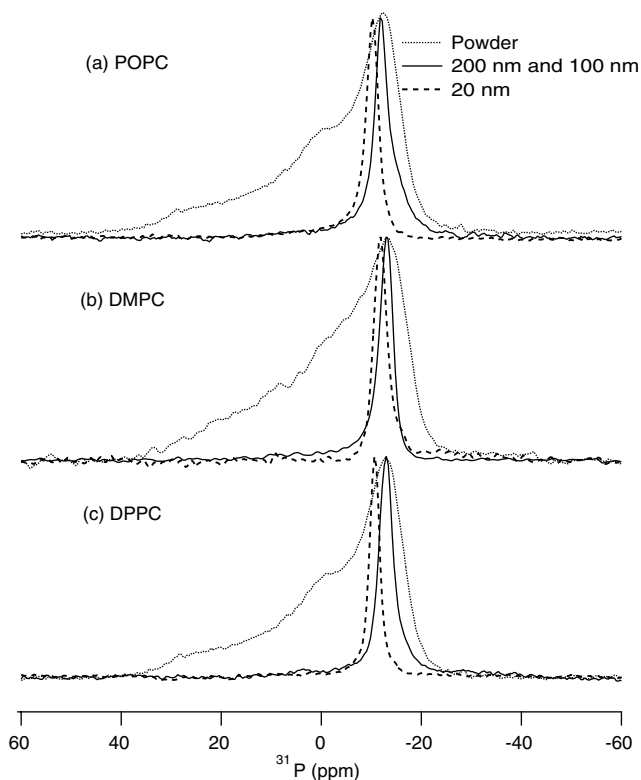 (a) POPC
Powder
200 nm and 100 nm
20 nm
(b) DMPC
(c) DPPC
60 40 20 0 -20 -40 -60
31P (ppm)